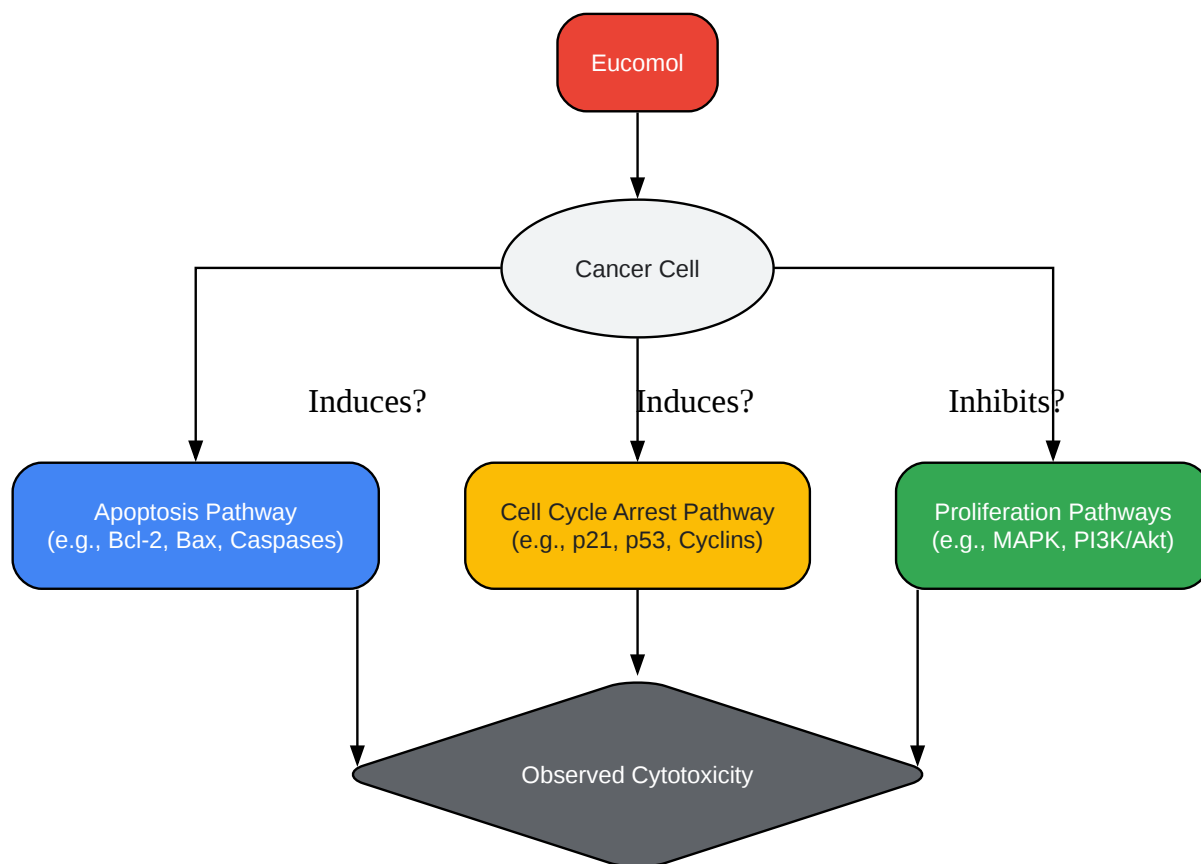 Eucomol
Cancer Cell
Induces?
Induces?
Inhibits?
Apoptosis Pathway
(e.g., Bcl-2, Bax, Caspases)
Cell Cycle Arrest Pathway
(e.g., p21, p53, Cyclins)
Proliferation Pathways
(e.g., MAPK, PI3K/Akt)
Observed Cytotoxicity